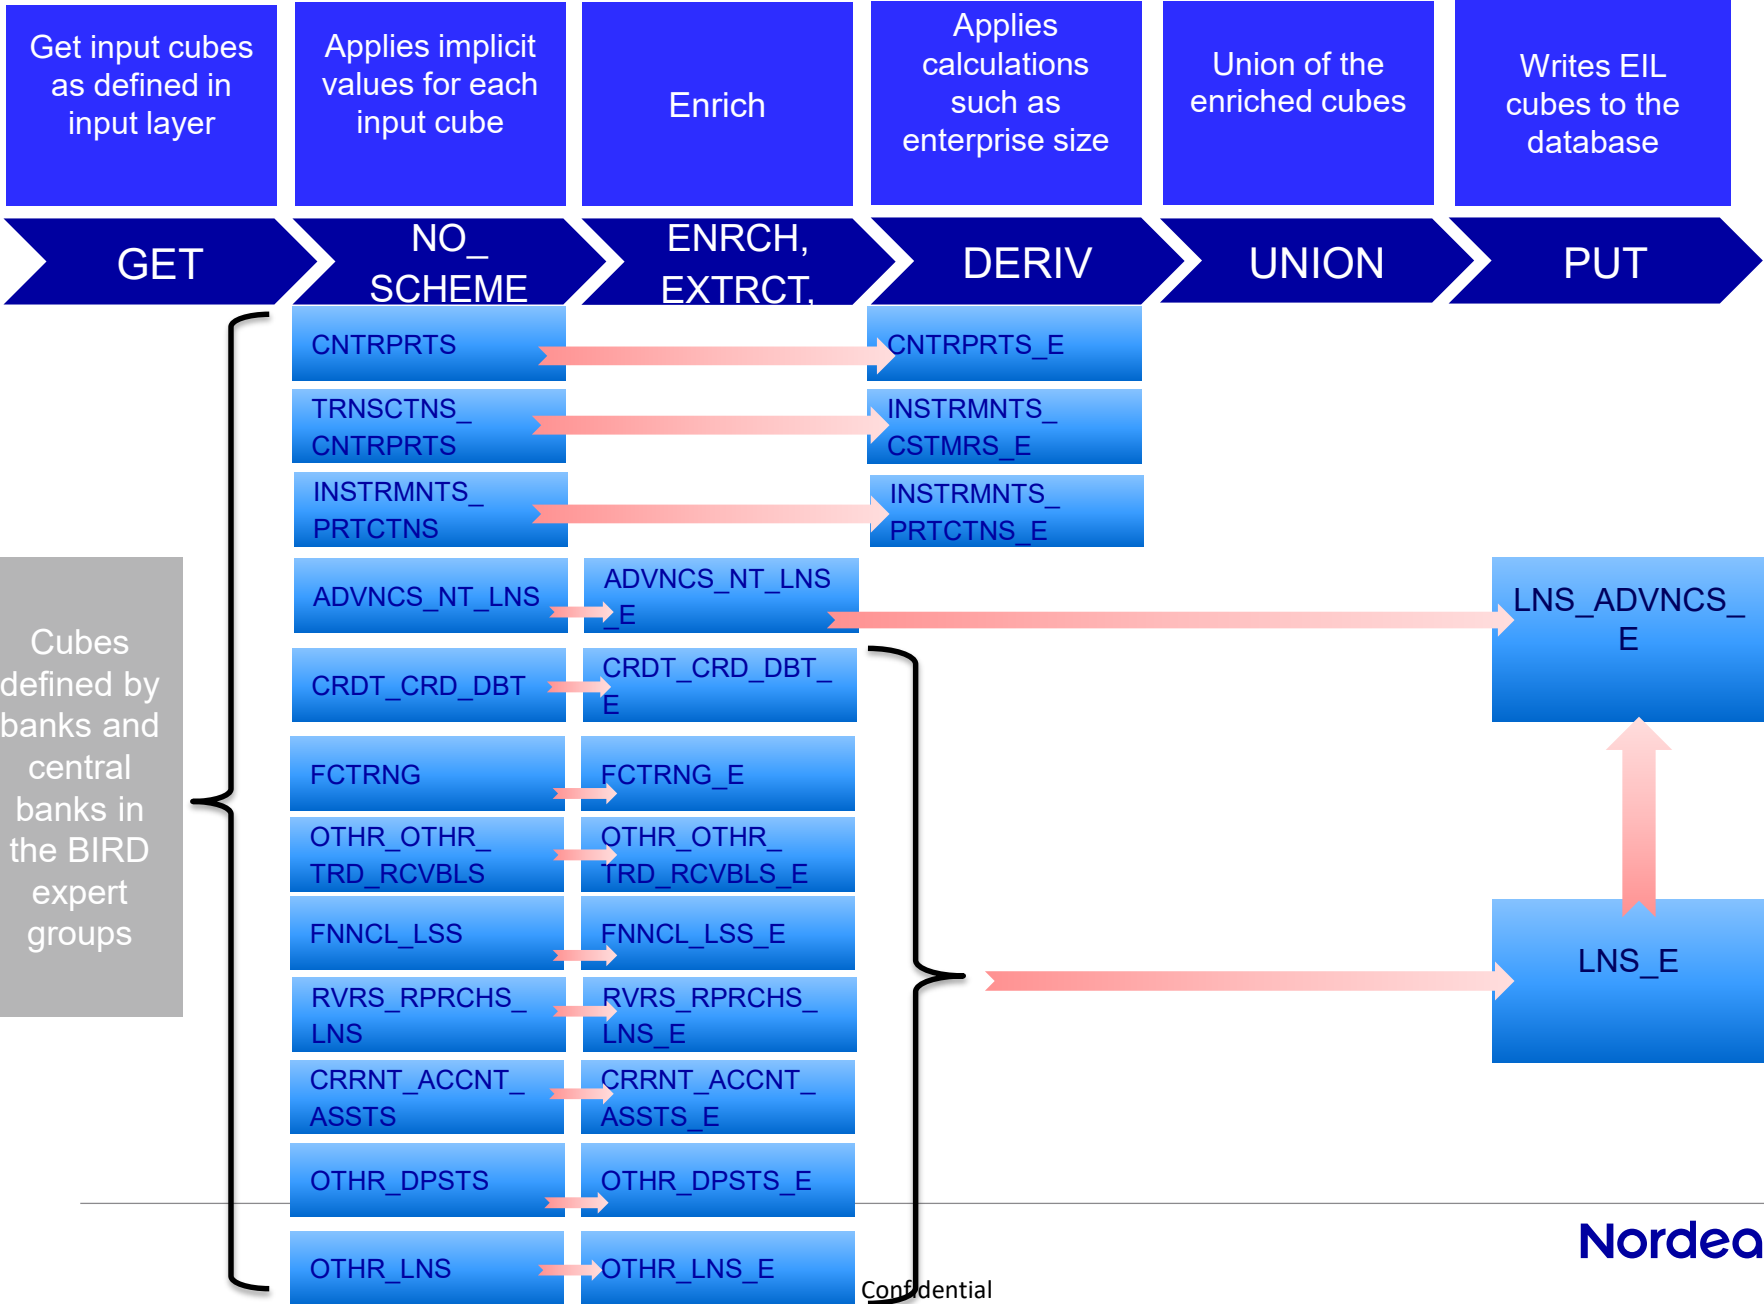 Get input cubes
as defined in
input layer
Applies implicit
values for each
input cube
Enrich
Applies
calculations
such as
enterprise size
Union of the
enriched cubes
Writes EIL
cubes to the
database
GET
NO_
SCHEME
ENRCH,
EXTRCT,
DERIV
UNION
PUT
CNTRPRTS
CNTRPRTS_E
TRNSCTNS_
CNTRPRTS
INSTRMNTS_
CSTMRS_E
INSTRMNTS_
PRTCTNS
INSTRMNTS_
PRTCTNS_E
ADVNCS_NT_LNS
ADVNCS_NT_LNS
_E
LNS_ADVNCS_
E
Cubes
defined by
banks and
central
banks in
the BIRD
expert
groups
CRDT_CRD_DBT
CRDT_CRD_DBT_
E
FCTRNG
FCTRNG_E
OTHR_OTHR_
TRD_RCVBLS
OTHR_OTHR_
TRD_RCVBLS_E
FNNCL_LSS
FNNCL_LSS_E
LNS_E
RVRS_RPRCHS_
LNS
RVRS_RPRCHS_
LNS_E
CRRNT_ACCNT_
ASSTS
CRRNT_ACCNT_
ASSTS_E
OTHR_DPSTS
OTHR_DPSTS_E
OTHR_LNS
OTHR_LNS_E
Nordea
Confidential